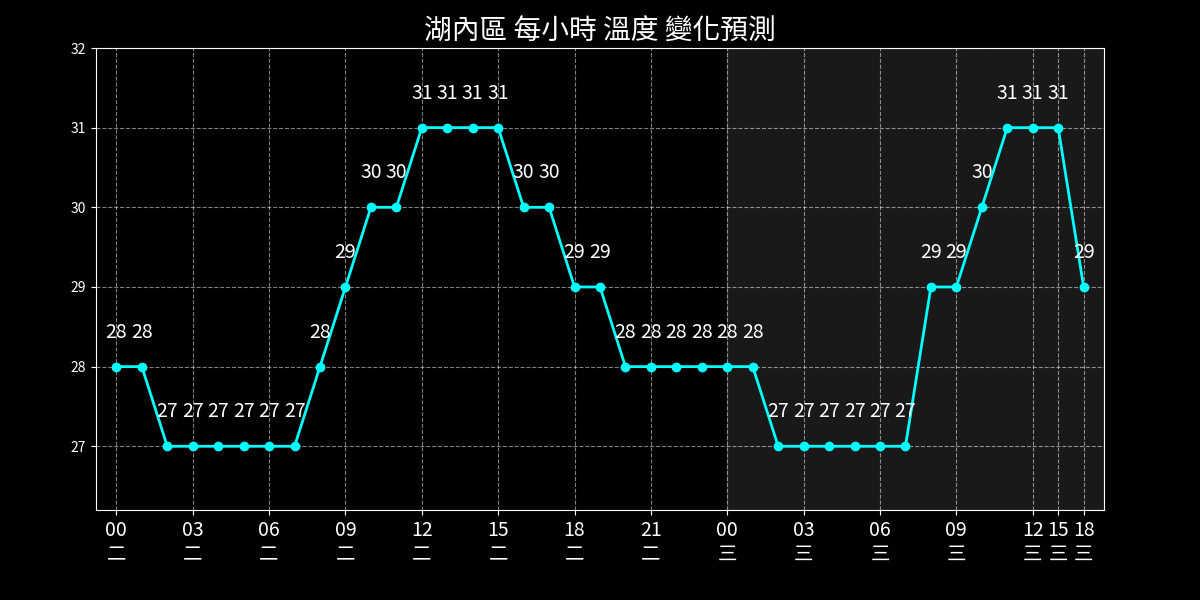 湖內區 每小時 溫度 變化預測
32
31 31 31 31 31 31 31
31
30 30 30 30 30
30
29 29 29 29 29 29
29
28 28 28 28 28 28 28 28 28
28
27 27 27 27 27 27 27 27 27 27 27 27
27
00 03 06 09 12 15 18 21 00 03 06 09 12 15 18
二 二 二 二 二 二 二 二 三 三 三 三 三 三 三